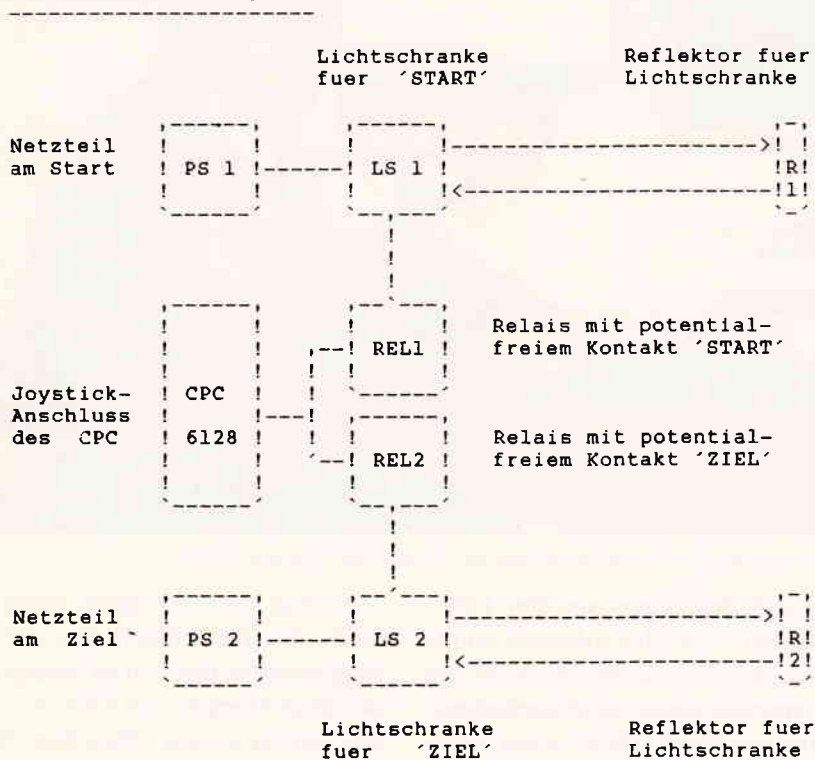 Lichtschranke
fuer ´START´
Reflektor fuer
Lichtschranke
Netzteil
am Start
PS 1
LS 1
R
1
REL1
Relais mit potential-
freiem Kontakt ´START´
Joystick-
Anschluss
des CPC
CPC
6128
REL2
Relais mit potential-
freiem Kontakt ´ZIEL´
Netzteil
am Ziel
PS 2
LS 2
R
2
Lichtschranke
fuer ´ZIEL´
Reflektor fuer
Lichtschranke